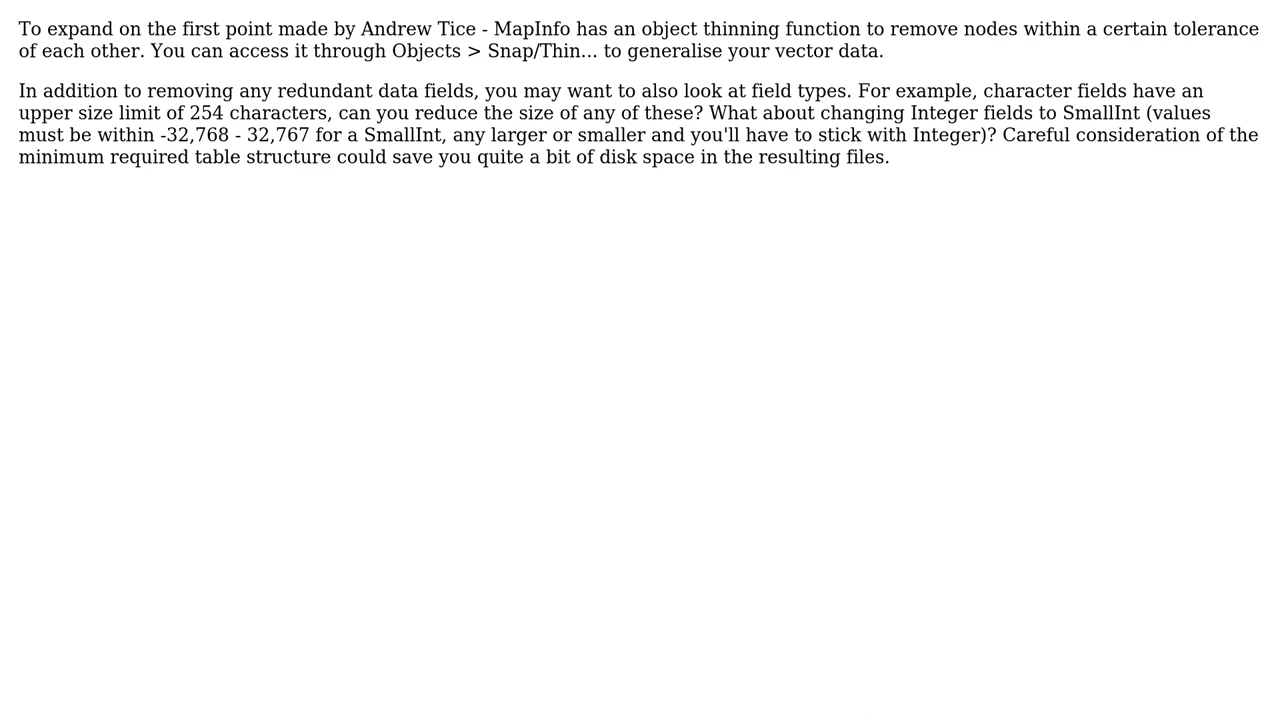 To expand on the first point made by Andrew Tice - MapInfo has an object thinning function to remove nodes within a certain tolerance
of each other. You can access it through Objects > Snap/Thin... to generalise your vector data.
In addition to removing any redundant data fields, you may want to also look at field types. For example, character fields have an
upper size limit of 254 characters, can you reduce the size of any of these? What about changing Integer fields to SmallInt (values
must be within -32,768 - 32,767 for a SmallInt, any larger or smaller and you'll have to stick with Integer)? Careful consideration of the
minimum required table structure could save you quite a bit of disk space in the resulting files.